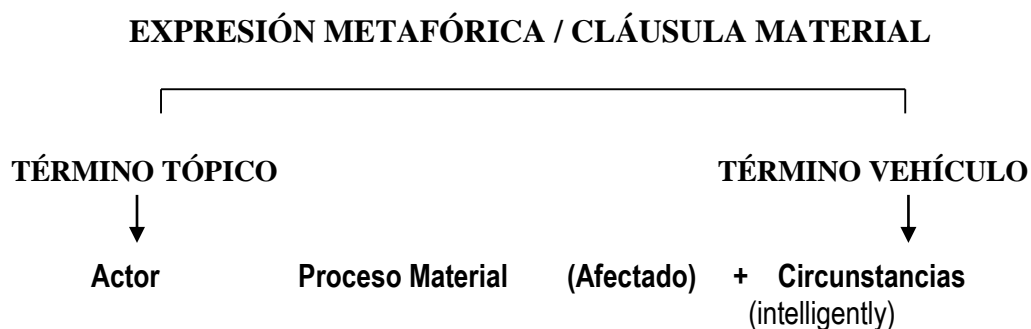 EXPRESIÓN METAFÓRICA / CLÁUSULA MATERIAL
TÉRMINO TÓPICO TÉRMINO VEHÍCULO
Actor Proceso Material (Afectado) + Circunstancias
(intelligently)